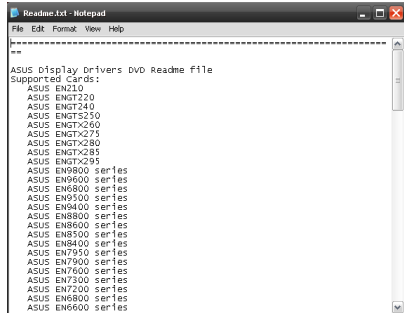 Readme.txt - Notepad
File Edit Format View Help
--------------------------------------------------------------------
==
ASUS Display Drivers DVD Readme file
Supported Cards:
ASUS EN210
ASUS ENGT220
ASUS ENGT240
ASUS ENGTS250
ASUS ENGTX260
ASUS ENGTX275
ASUS ENGTX280
ASUS ENGTX285
ASUS ENGTX295
ASUS EN9800 series
ASUS EN9600 series
ASUS EN6800 series
ASUS EN9500 series
ASUS EN9400 series
ASUS EN8800 series
ASUS EN8600 series
ASUS EN8500 series
ASUS EN8400 series
ASUS EN7950 series
ASUS EN7900 series
ASUS EN7600 series
ASUS EN7300 series
ASUS EN7200 series
ASUS EN6800 series
ASUS EN6600 series